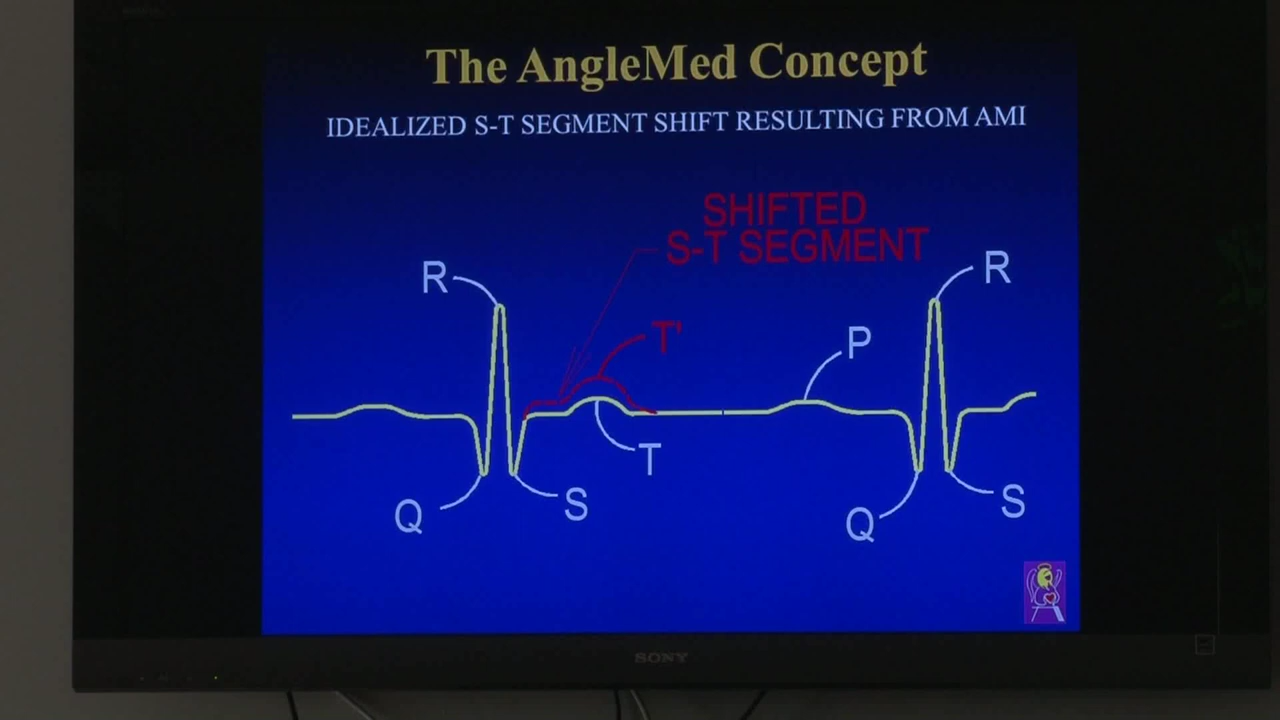 The AngleMed Concept
IDEALIZED S-T SEGMENT SHIFT RESULTING FROM AMI
SHIFTED
S-T SEGMENT
R
R
T'
P
T
Q
S
Q
S
SONY